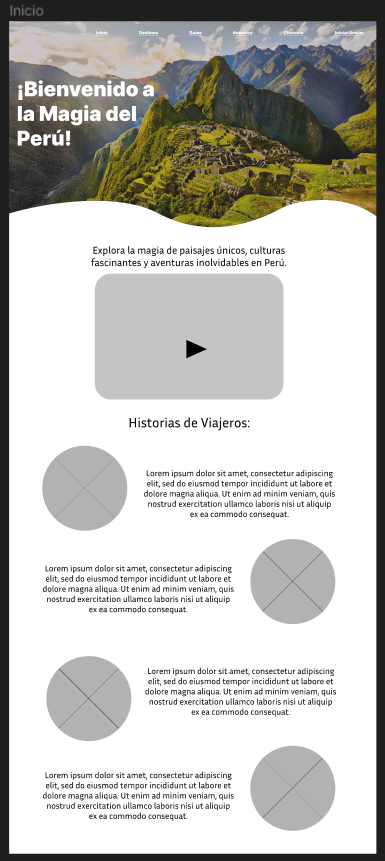 Inicio
Inicio Destinos Guías Nosotros Contacto Iniciar Sesión
¡Bienvenido a
la Magia del
Perú!
Explora la magia de paisajes únicos, culturas
fascinantes y aventuras inolvidables en Perú.
Historias de Viajeros:
Lorem ipsum dolor sit amet, consectetur adipiscing
elit, sed do eiusmod tempor incididunt ut labore et
dolore magna aliqua. Ut enim ad minim veniam, quis
nostrud exercitation ullamco laboris nisi ut aliquip
ex ea commodo consequat.
Lorem ipsum dolor sit amet, consectetur adipiscing
elit, sed do eiusmod tempor incididunt ut labore et
dolore magna aliqua. Ut enim ad minim veniam, quis
nostrud exercitation ullamco laboris nisi ut aliquip
ex ea commodo consequat.
Lorem ipsum dolor sit amet, consectetur adipiscing
elit, sed do eiusmod tempor incididunt ut labore et
dolore magna aliqua. Ut enim ad minim veniam, quis
nostrud exercitation ullamco laboris nisi ut aliquip
ex ea commodo consequat.
Lorem ipsum dolor sit amet, consectetur adipiscing
elit, sed do eiusmod tempor incididunt ut labore et
dolore magna aliqua. Ut enim ad minim veniam, quis
nostrud exercitation ullamco laboris nisi ut aliquip
ex ea commodo consequat.